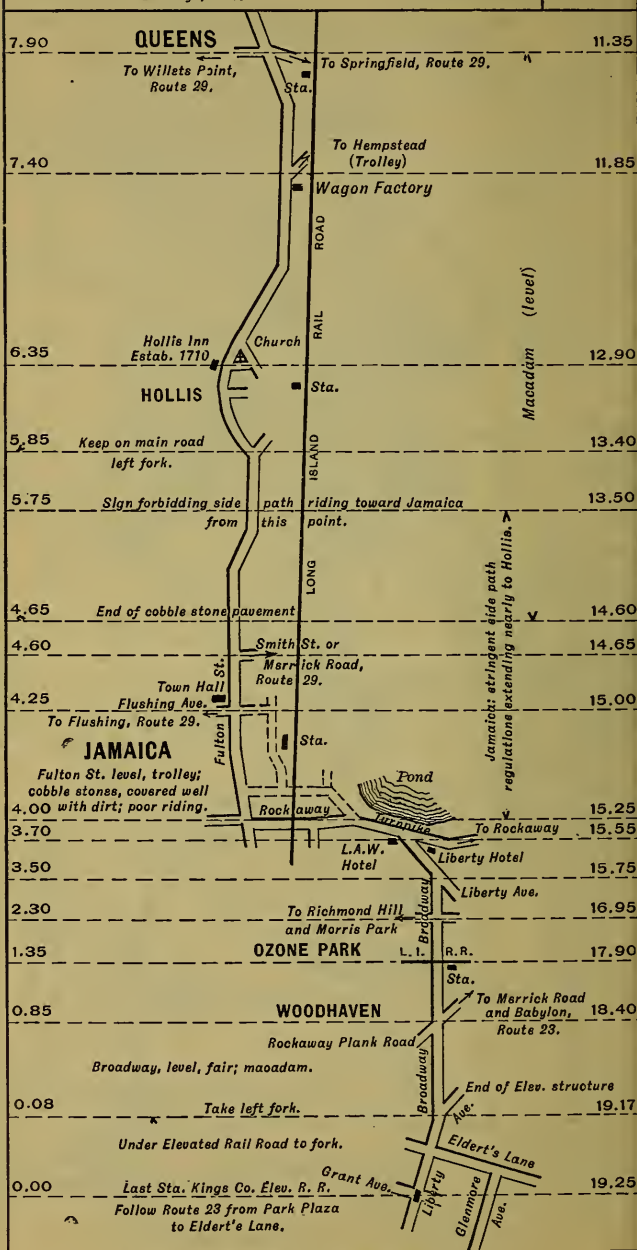 7.90 QUEENS 11.35
To Willets Point,
Route 29.
To Springfield, Route 29.
Sta.
To Hempstead
(Trolley)
7.40 11.85
Wagon Factory
ROAD
RAIL
ISLAND
LONG
Macadam (level)
Hollis Inn
Estab. 1710
Church
6.35 12.90
HOLLIS
Sta.
5.85 Keep on main road 13.40
left fork.
5.75 Sign forbidding side path riding toward Jamaica 13.50
from this point.
Jamaica: stringent side path
regulations extending nearly to Hollis.
4.65 End of cobble stone pavement 14.60
4.60 Smith St. or 14.65
Merrick Road,
Route 29.
Town Hall
Flushing Ave.
4.25 15.00
To Flushing, Route 29.
Fulton St.
JAMAICA
Sta.
Fulton St. level, trolley;
cobble stones, covered well
with dirt; poor riding.
Pond
4.00 Rockaway Turnpike 15.25
3.70 To Rockaway 15.55
L.A.W.
Hotel
Liberty Hotel
3.50 15.75
Liberty Ave.
Broadway
2.30 To Richmond Hill 16.95
and Morris Park
1.35 OZONE PARK L.I. R.R. 17.90
Sta.
WOODHAVEN
To Merrick Road
and Babylon,
Route 23.
0.85 18.40
Rockaway Plank Road
Broadway
Broadway, level, fair; macadam.
End of Elev. structure
0.08 Take left fork. 19.17
Ave.
Under Elevated Rail Road to fork.
Eldert's Lane
Grant Ave.
0.00 Last Sta. Kings Co. Elev. R. R. 19.25
Liberty
Glenmore Ave.
Follow Route 23 from Park Plaza
to Eldert's Lane.